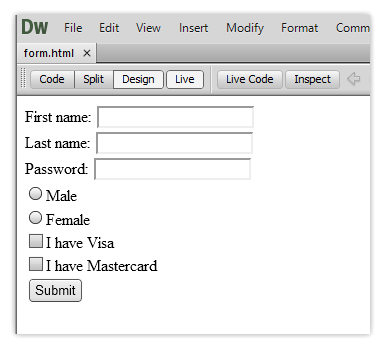 Dw File Edit View Insert Modify Format Comm
form.html ×
Code Split Design Live Live Code Inspect
First name:
Last name:
Password:
Male
Female
I have Visa
I have Mastercard
Submit